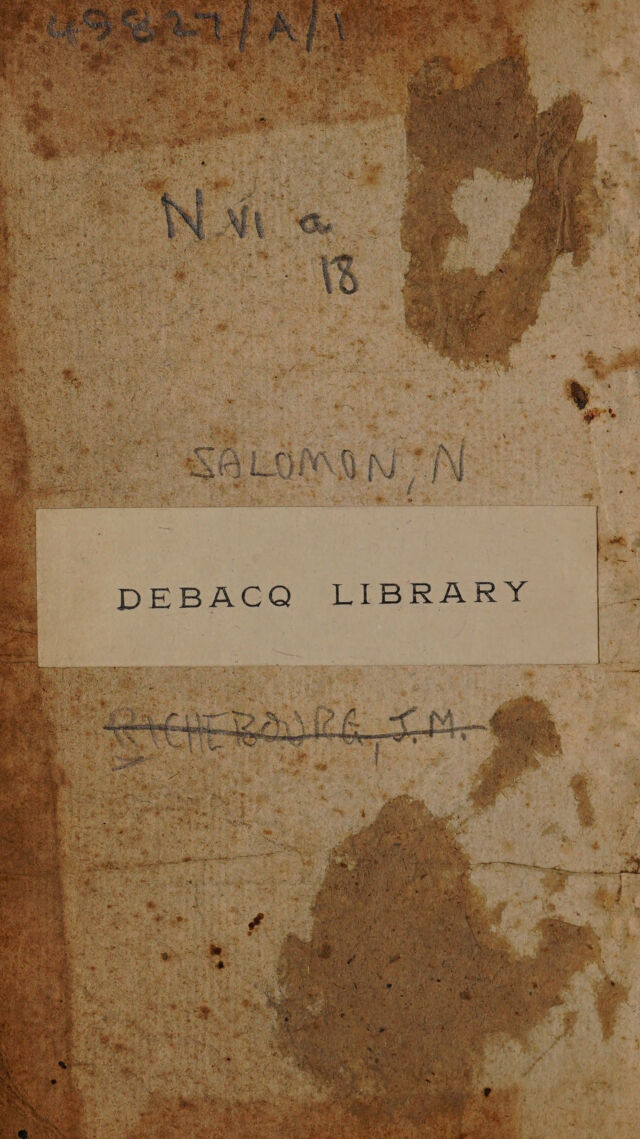 49827/A/1
N VI a
18
SALOMON, N
DEBACQ LIBRARY
RICHEBOURG, J.M.